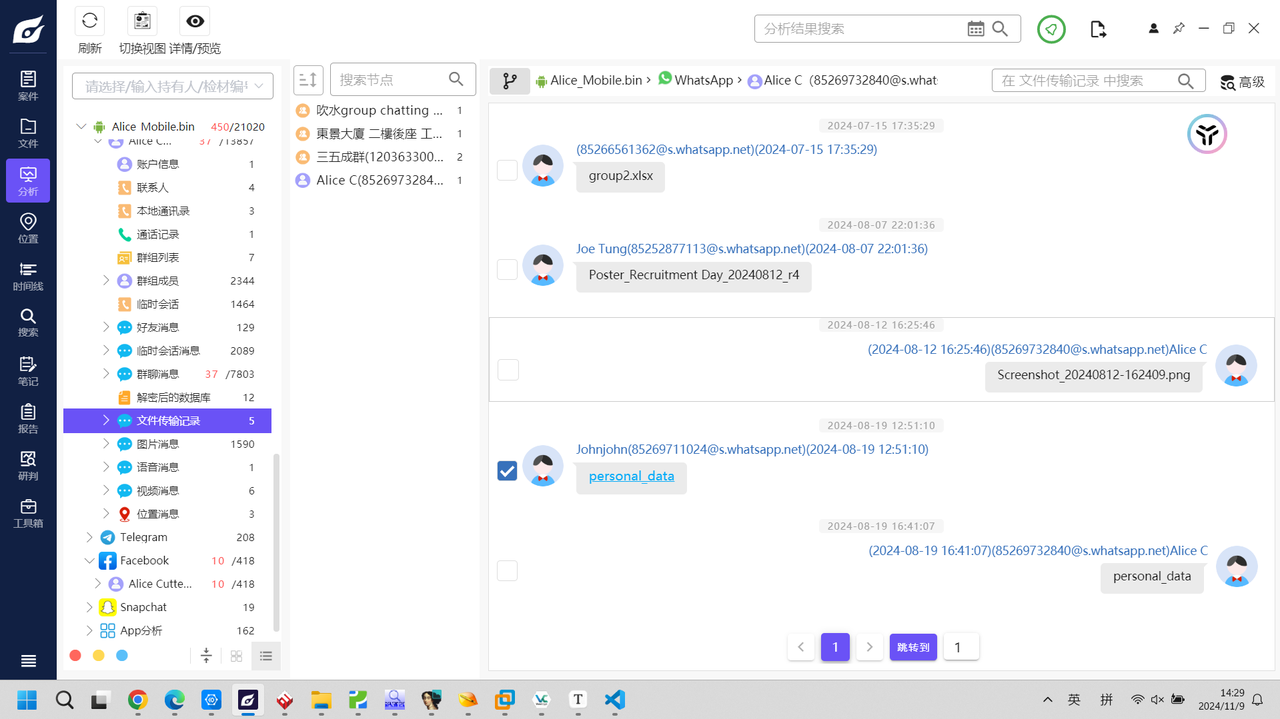 刷新
切换视图
详情/预览
分析结果搜索
案件
文件
分析
位置
时间线
搜索
笔记
报告
研判
工具箱
请选择/输入持有人/检材编号
Alice_Mobile.bin 450/21020
Alice C... 37 /13857
账户信息 1
联系人 4
本地通讯录 3
通话记录 1
群组列表 7
群组成员 2344
临时会话 1464
好友消息 129
临时会话消息 2089
群聊消息 37 /7803
解密后的数据库 12
文件传输记录 5
图片消息 1590
语音消息 1
视频消息 6
位置消息 3
Telegram 208
Facebook 10 /418
Alice Cutte... 10 /418
Snapchat 19
App分析 162
搜索节点
吹水group chatting ... 1
東景大廈 二樓後座 工... 1
三五成群(120363300... 2
Alice C(8526973284... 1
Alice_Mobile.bin > WhatsApp > Alice C（85269732840@s.what
在 文件传输记录 中搜索
高级
2024-07-15 17:35:29
(85266561362@s.whatsapp.net)(2024-07-15 17:35:29)
group2.xlsx
2024-08-07 22:01:36
Joe Tung(85252877113@s.whatsapp.net)(2024-08-07 22:01:36)
Poster_Recruitment Day_20240812_r4
2024-08-12 16:25:46
(2024-08-12 16:25:46)(85269732840@s.whatsapp.net)Alice C
Screenshot_20240812-162409.png
2024-08-19 12:51:10
Johnjohn(85269711024@s.whatsapp.net)(2024-08-19 12:51:10)
personal_data
2024-08-19 16:41:07
(2024-08-19 16:41:07)(85269732840@s.whatsapp.net)Alice C
personal_data
< 1 > 跳转到 1
英 拼
14:29
2024/11/9